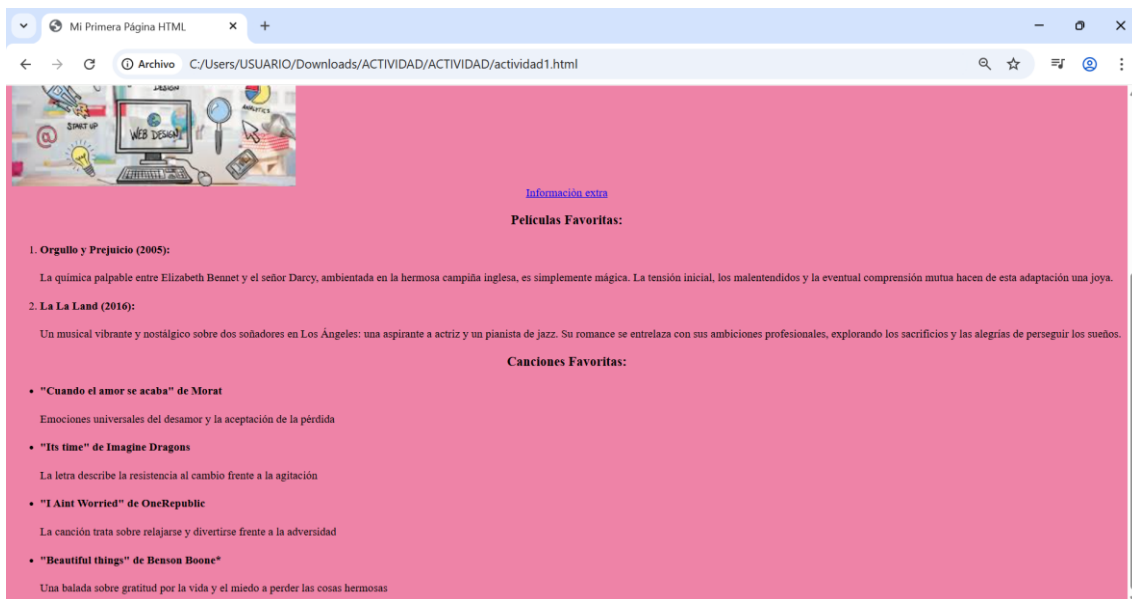 Mi Primera Página HTML
Archivo C:/Users/USUARIO/Downloads/ACTIVIDAD/ACTIVIDAD/actividad1.html
DESIGN
ANALYTICS
START UP
WEB DESIGN
Información extra
Películas Favoritas:
1. Orgullo y Prejuicio (2005):
La química palpable entre Elizabeth Bennet y el señor Darcy, ambientada en la hermosa campiña inglesa, es simplemente mágica. La tensión inicial, los malentendidos y la eventual comprensión mutua hacen de esta adaptación una joya.
2. La La Land (2016):
Un musical vibrante y nostálgico sobre dos soñadores en Los Ángeles: una aspirante a actriz y un pianista de jazz. Su romance se entrelaza con sus ambiciones profesionales, explorando los sacrificios y las alegrías de perseguir los sueños.
Canciones Favoritas:
• "Cuando el amor se acaba" de Morat
Emociones universales del desamor y la aceptación de la pérdida
• "Its time" de Imagine Dragons
La letra describe la resistencia al cambio frente a la agitación
• "I Aint Worried" de OneRepublic
La canción trata sobre relajarse y divertirse frente a la adversidad
• "Beautiful things" de Benson Boone*
Una balada sobre gratitud por la vida y el miedo a perder las cosas hermosas